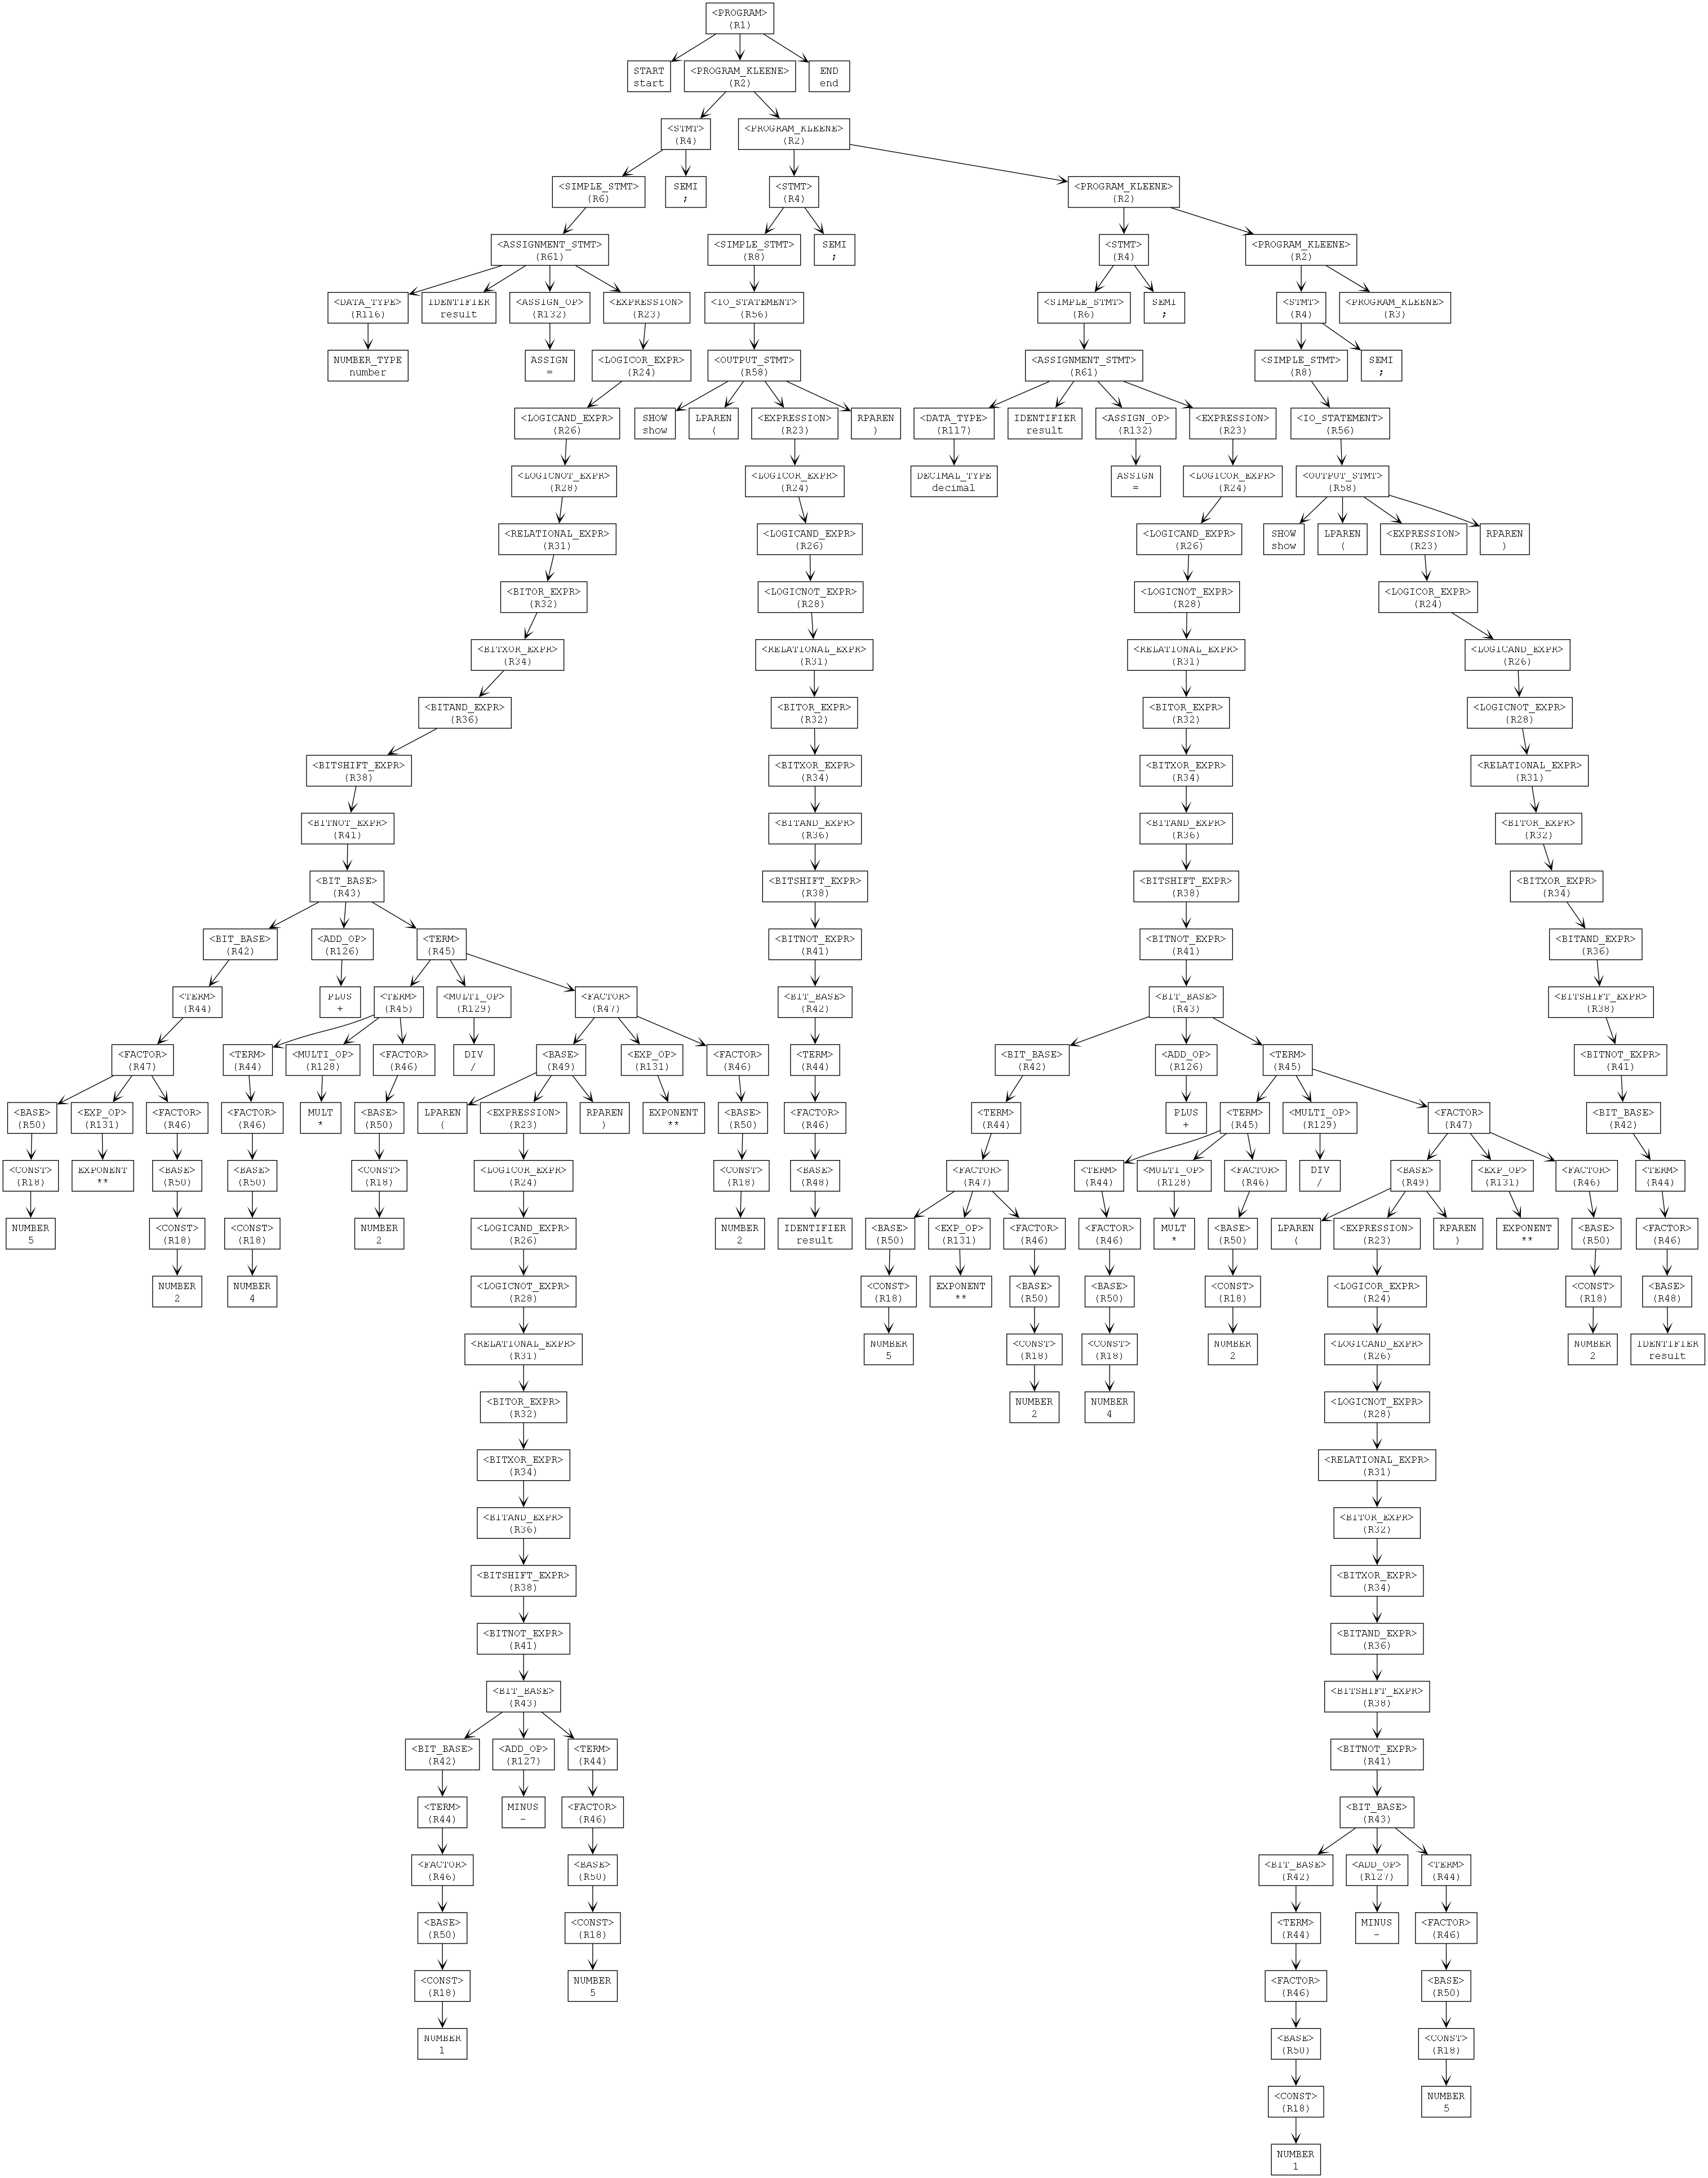 <PROGRAM>
(R1)
START
start
<PROGRAM_KLEENE>
(R2)
END
end
<STMT>
(R4)
<PROGRAM_KLEENE>
(R2)
<SIMPLE_STMT>
(R6)
SEMI
;
<STMT>
(R4)
<PROGRAM_KLEENE>
(R2)
<ASSIGNMENT_STMT>
(R61)
<SIMPLE_STMT>
(R8)
SEMI
;
<STMT>
(R4)
<PROGRAM_KLEENE>
(R2)
<DATA_TYPE>
(R116)
IDENTIFIER
result
<ASSIGN_OP>
(R132)
<EXPRESSION>
(R23)
<IO_STATEMENT>
(R56)
<SIMPLE_STMT>
(R6)
SEMI
;
<STMT>
(R4)
<PROGRAM_KLEENE>
(R3)
NUMBER_TYPE
number
ASSIGN
=
<LOGICOR_EXPR>
(R24)
<OUTPUT_STMT>
(R58)
<ASSIGNMENT_STMT>
(R61)
<SIMPLE_STMT>
(R8)
SEMI
;
<LOGICAND_EXPR>
(R26)
SHOW
show
LPAREN
(
<EXPRESSION>
(R23)
RPAREN
)
<DATA_TYPE>
(R117)
IDENTIFIER
result
<ASSIGN_OP>
(R132)
<EXPRESSION>
(R23)
<IO_STATEMENT>
(R56)
<LOGICNOT_EXPR>
(R28)
<LOGICOR_EXPR>
(R24)
DECIMAL_TYPE
decimal
ASSIGN
=
<LOGICOR_EXPR>
(R24)
<OUTPUT_STMT>
(R58)
<RELATIONAL_EXPR>
(R31)
<LOGICAND_EXPR>
(R26)
<LOGICAND_EXPR>
(R26)
SHOW
show
LPAREN
(
<EXPRESSION>
(R23)
RPAREN
)
<BITOR_EXPR>
(R32)
<LOGICNOT_EXPR>
(R28)
<LOGICNOT_EXPR>
(R28)
<LOGICOR_EXPR>
(R24)
<BITXOR_EXPR>
(R34)
<RELATIONAL_EXPR>
(R31)
<RELATIONAL_EXPR>
(R31)
<LOGICAND_EXPR>
(R26)
<BITAND_EXPR>
(R36)
<BITOR_EXPR>
(R32)
<BITOR_EXPR>
(R32)
<LOGICNOT_EXPR>
(R28)
<BITSHIFT_EXPR>
(R38)
<BITXOR_EXPR>
(R34)
<BITXOR_EXPR>
(R34)
<RELATIONAL_EXPR>
(R31)
<BITNOT_EXPR>
(R41)
<BITAND_EXPR>
(R36)
<BITAND_EXPR>
(R36)
<BITOR_EXPR>
(R32)
<BIT_BASE>
(R43)
<BITSHIFT_EXPR>
(R38)
<BITSHIFT_EXPR>
(R38)
<BITXOR_EXPR>
(R34)
<BIT_BASE>
(R42)
<ADD_OP>
(R126)
<TERM>
(R45)
<BITNOT_EXPR>
(R41)
<BITNOT_EXPR>
(R41)
<BITAND_EXPR>
(R36)
<TERM>
(R44)
PLUS
+
<TERM>
(R45)
<MULTI_OP>
(R129)
<FACTOR>
(R47)
<BIT_BASE>
(R42)
<BIT_BASE>
(R43)
<BITSHIFT_EXPR>
(R38)
<FACTOR>
(R47)
<TERM>
(R44)
<MULTI_OP>
(R128)
<FACTOR>
(R46)
DIV
/
<BASE>
(R49)
<EXP_OP>
(R131)
<FACTOR>
(R46)
<TERM>
(R44)
<BIT_BASE>
(R42)
<ADD_OP>
(R126)
<TERM>
(R45)
<BITNOT_EXPR>
(R41)
<BASE>
(R50)
<EXP_OP>
(R131)
<FACTOR>
(R46)
<FACTOR>
(R46)
MULT
*
<BASE>
(R50)
LPAREN
(
<EXPRESSION>
(R23)
RPAREN
)
EXPONENT
**
<BASE>
(R50)
<FACTOR>
(R46)
<TERM>
(R44)
PLUS
+
<TERM>
(R45)
<MULTI_OP>
(R129)
<FACTOR>
(R47)
<BIT_BASE>
(R42)
<CONST>
(R18)
EXPONENT
**
<BASE>
(R50)
<BASE>
(R50)
<CONST>
(R18)
<LOGICOR_EXPR>
(R24)
<CONST>
(R18)
<BASE>
(R48)
<FACTOR>
(R47)
<TERM>
(R44)
<MULTI_OP>
(R128)
<FACTOR>
(R46)
DIV
/
<BASE>
(R49)
<EXP_OP>
(R131)
<FACTOR>
(R46)
<TERM>
(R44)
NUMBER
5
<CONST>
(R18)
<CONST>
(R18)
NUMBER
2
<LOGICAND_EXPR>
(R26)
NUMBER
2
IDENTIFIER
result
<BASE>
(R50)
<EXP_OP>
(R131)
<FACTOR>
(R46)
<FACTOR>
(R46)
MULT
*
<BASE>
(R50)
LPAREN
(
<EXPRESSION>
(R23)
RPAREN
)
EXPONENT
**
<BASE>
(R50)
<FACTOR>
(R46)
NUMBER
2
NUMBER
4
<LOGICNOT_EXPR>
(R28)
<CONST>
(R18)
EXPONENT
**
<BASE>
(R50)
<BASE>
(R50)
<CONST>
(R18)
<LOGICOR_EXPR>
(R24)
<CONST>
(R18)
<BASE>
(R48)
<RELATIONAL_EXPR>
(R31)
NUMBER
5
<CONST>
(R18)
<CONST>
(R18)
NUMBER
2
<LOGICAND_EXPR>
(R26)
NUMBER
2
IDENTIFIER
result
<BITOR_EXPR>
(R32)
NUMBER
2
NUMBER
4
<LOGICNOT_EXPR>
(R28)
<BITXOR_EXPR>
(R34)
<RELATIONAL_EXPR>
(R31)
<BITAND_EXPR>
(R36)
<BITOR_EXPR>
(R32)
<BITSHIFT_EXPR>
(R38)
<BITXOR_EXPR>
(R34)
<BITNOT_EXPR>
(R41)
<BITAND_EXPR>
(R36)
<BIT_BASE>
(R43)
<BITSHIFT_EXPR>
(R38)
<BIT_BASE>
(R42)
<ADD_OP>
(R127)
<TERM>
(R44)
<BITNOT_EXPR>
(R41)
<TERM>
(R44)
MINUS
-
<FACTOR>
(R46)
<BIT_BASE>
(R43)
<FACTOR>
(R46)
<BASE>
(R50)
<BIT_BASE>
(R42)
<ADD_OP>
(R127)
<TERM>
(R44)
<BASE>
(R50)
<CONST>
(R18)
<TERM>
(R44)
MINUS
-
<FACTOR>
(R46)
<CONST>
(R18)
NUMBER
5
<FACTOR>
(R46)
<BASE>
(R50)
NUMBER
1
<BASE>
(R50)
<CONST>
(R18)
<CONST>
(R18)
NUMBER
5
NUMBER
1